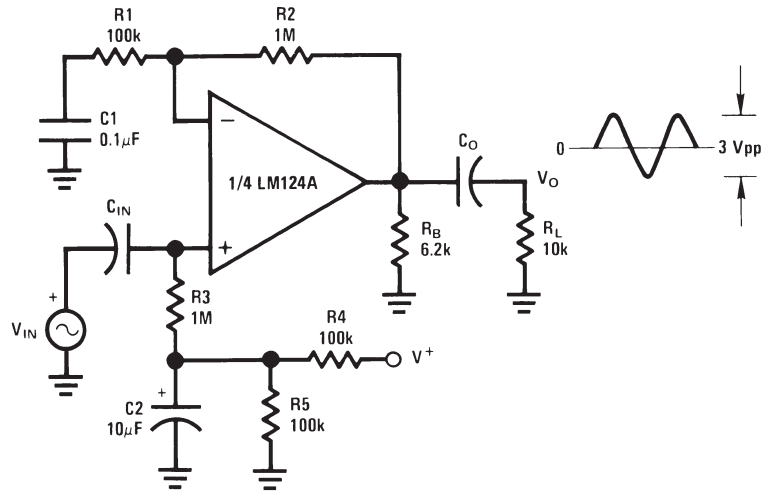 R1
100k
R2
1M
C1
0.1μF
−
1/4 LM124A
+
CIN
+
VIN
R3
1M
R4
100k
V+
+
C2
10μF
R5
100k
CO
VO
RB
6.2k
RL
10k
0
3 Vpp